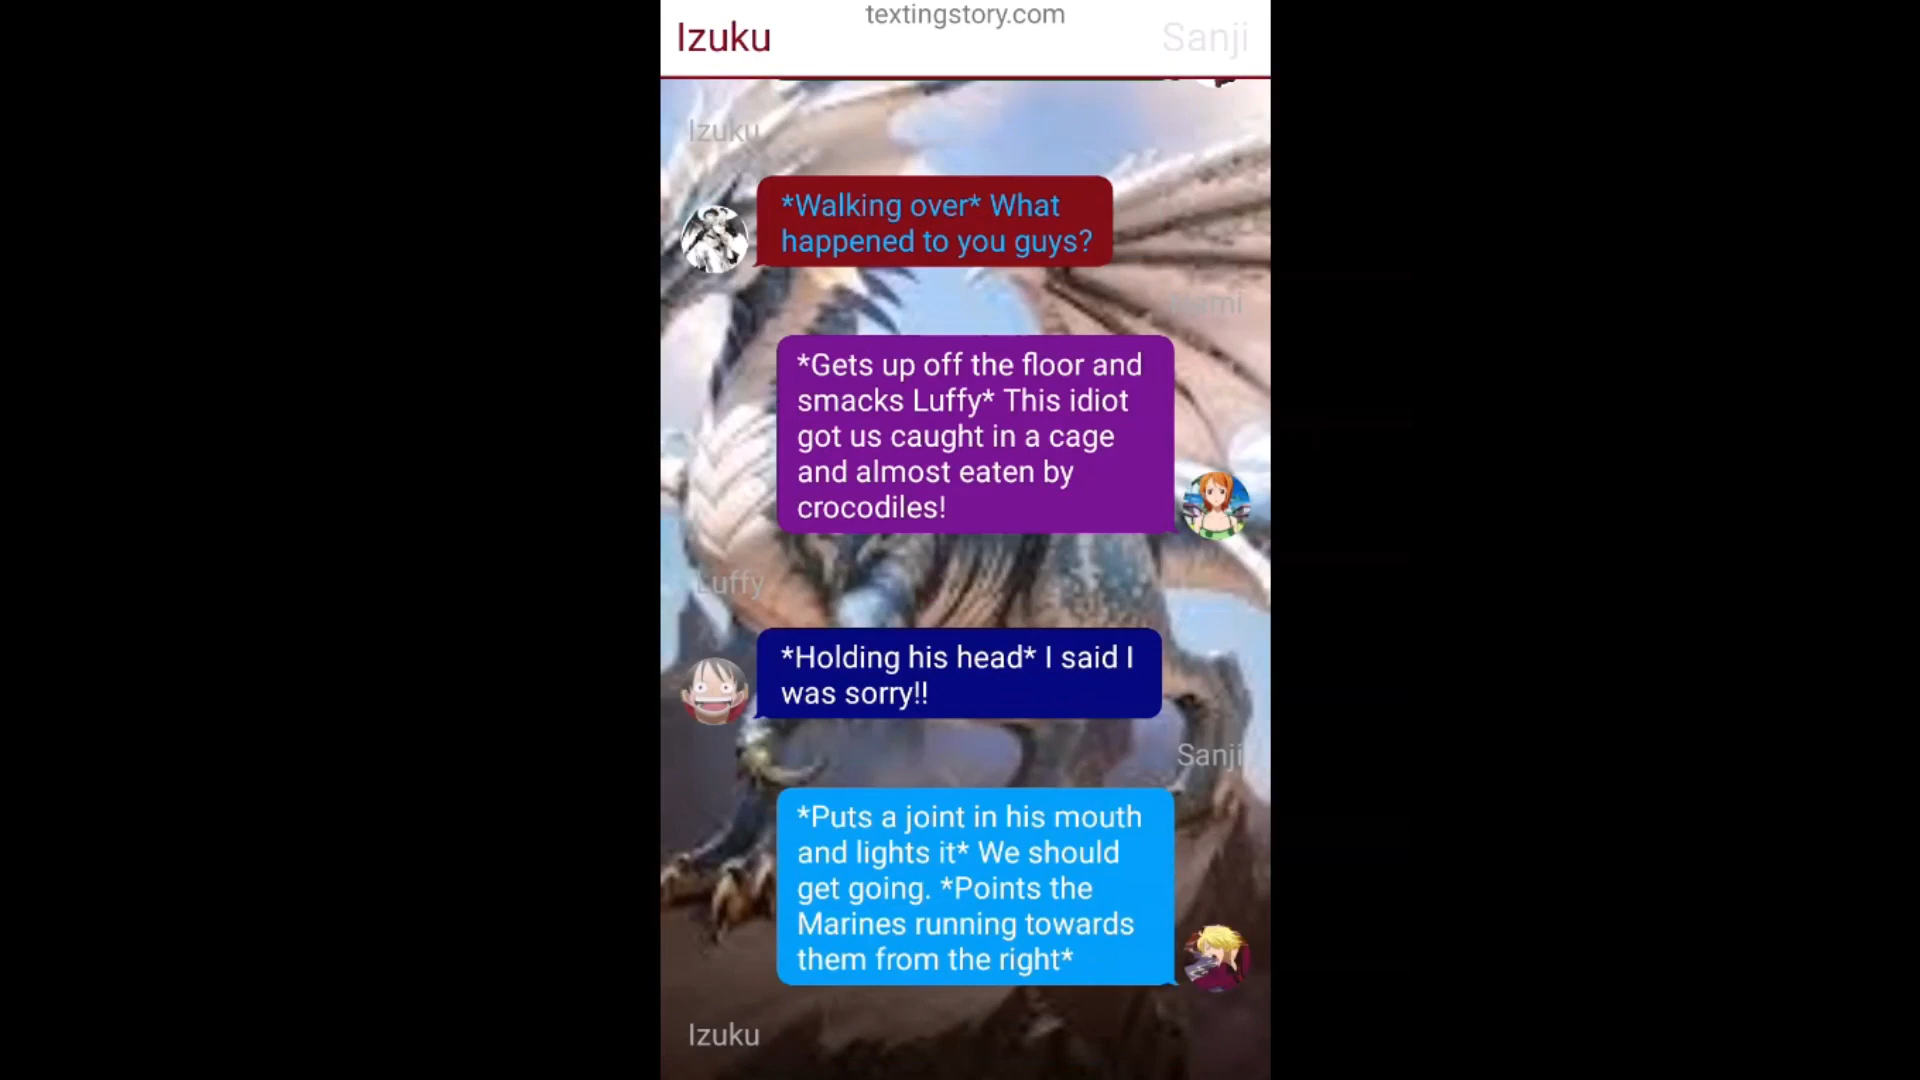 textingstory.com
Izuku
Sanji
Izuku
*Walking over* What
happened to you guys?
Nami
*Gets up off the floor and
smacks Luffy* This idiot
got us caught in a cage
and almost eaten by
crocodiles!
Luffy
*Holding his head* I said I
was sorry!!
Sanji
*Puts a joint in his mouth
and lights it* We should
get going. *Points the
Marines running towards
them from the right*
Izuku